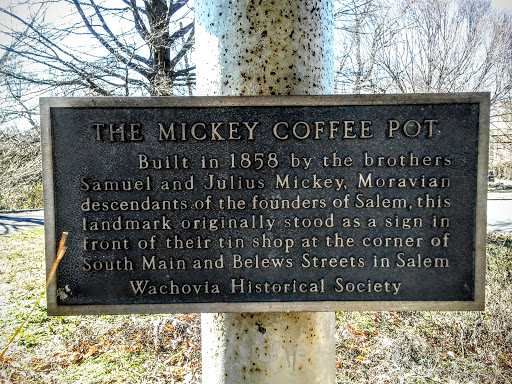 THE MICKEY COFFEE POT
Built in 1858 by the brothers
Samuel and Julius Mickey, Moravian
descendants of the founders of Salem, this
landmark originally stood as a sign in
front of their tin shop at the corner of
South Main and Belews Streets in Salem
Wachovia Historical Society